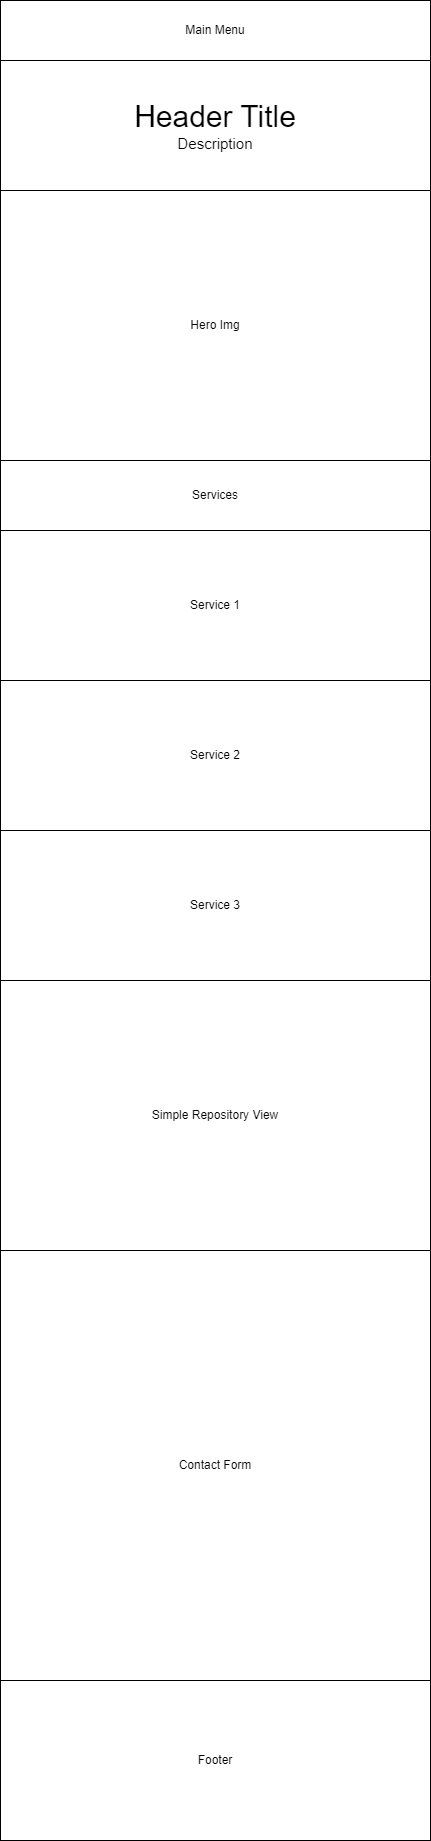 Main Menu
Header Title
Description
Hero Img
Services
Service 1
Service 2
Service 3
Simple Repository View
Contact Form
Footer